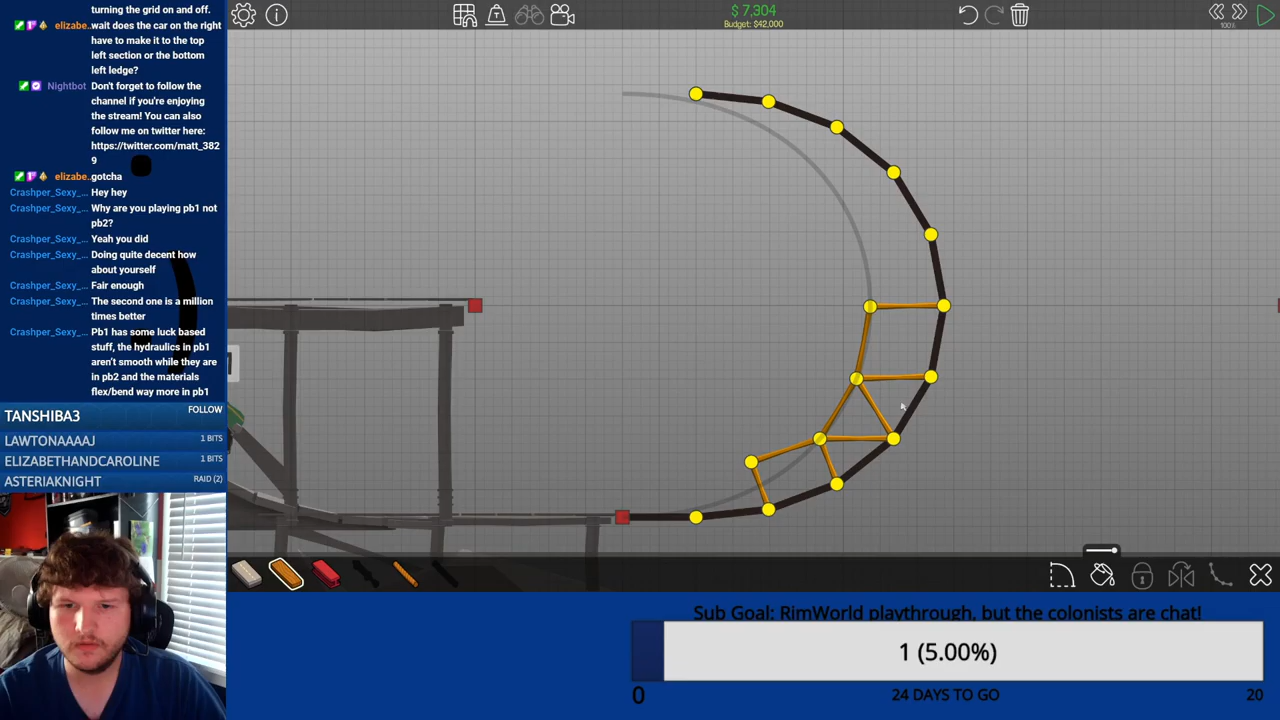 turning the grid on and off.
elizabe.. wait does the car on the right
have to make it to the top
left section or the bottom
left ledge?
Nightbot Don't forget to follow the
channel if you're enjoying
the stream! You can also
follow me on twitter here:
https://twitter.com/matt_382
9
elizabe.. gotcha
Crashper_Sexy_... Hey hey
Crashper_Sexy_... Why are you playing pb1 not
pb2?
Crashper_Sexy_... Yeah you did
Crashper_Sexy_... Doing quite decent how
about yourself
Crashper_Sexy_... Fair enough
Crashper_Sexy_... The second one is a million
times better
Crashper_Sexy_... Pb1 has some luck based
stuff, the hydraulics in pb1
aren't smooth while they are
in pb2 and the materials
flex/bend way more in pb1
TANSHIBA3 FOLLOW
LAWTONAAAAJ 1 BITS
ELIZABETHANDCAROLINE 1 BITS
ASTERIAKNIGHT RAID (2)
$ 7,304
Budget: $42,000
100%
Sub Goal: RimWorld playthrough, but the colonists are chat!
1 (5.00%)
0 24 DAYS TO GO 20